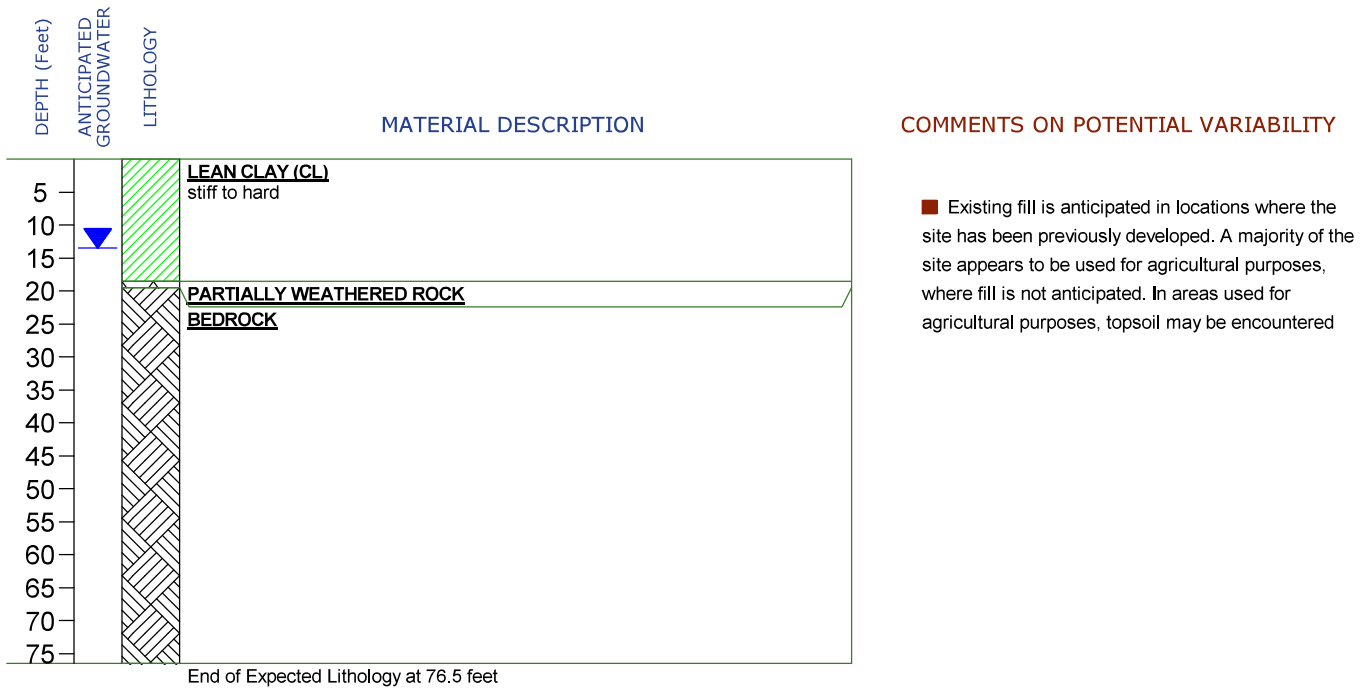 DEPTH (Feet)
ANTICIPATED
GROUNDWATER
LITHOLOGY
MATERIAL DESCRIPTION
COMMENTS ON POTENTIAL VARIABILITY
LEAN CLAY (CL)
stiff to hard
5
10
15
20
PARTIALLY WEATHERED ROCK
BEDROCK
25
30
35
40
45
50
55
60
65
70
75
End of Expected Lithology at 76.5 feet
Existing fill is anticipated in locations where the
site has been previously developed. A majority of the
site appears to be used for agricultural purposes,
where fill is not anticipated. In areas used for
agricultural purposes, topsoil may be encountered